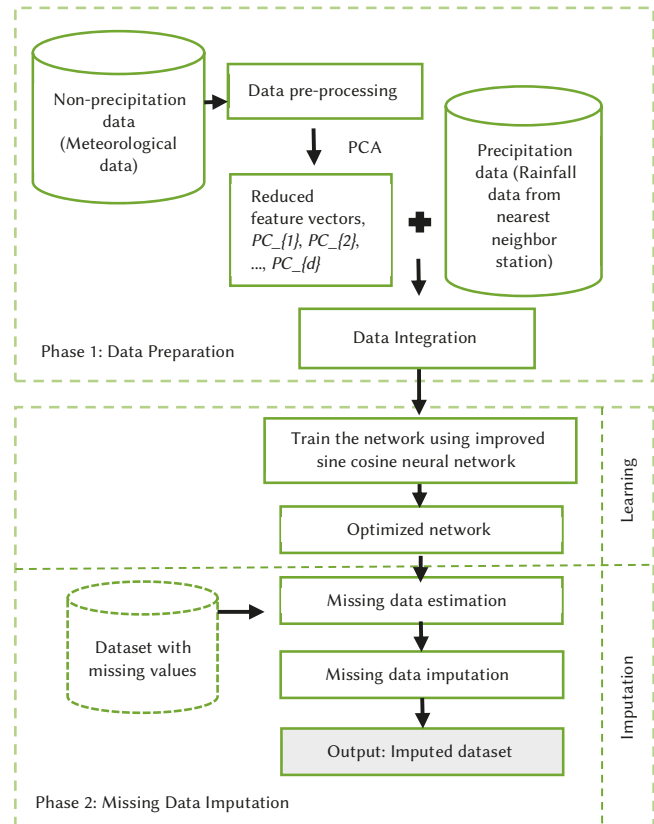 Non-precipitation
data
(Meteorological
data)
Data pre-processing
PCA
Reduced
feature vectors,
PC_{1}, PC_{2},
..., PC_{d}
Precipitation
data (Rainfall
data from
nearest
neighbor
station)
Data Integration
Phase 1: Data Preparation
Train the network using improved
sine cosine neural network
Optimized network
Learning
Missing data estimation
Dataset with
missing values
Missing data imputation
Output: Imputed dataset
Imputation
Phase 2: Missing Data Imputation